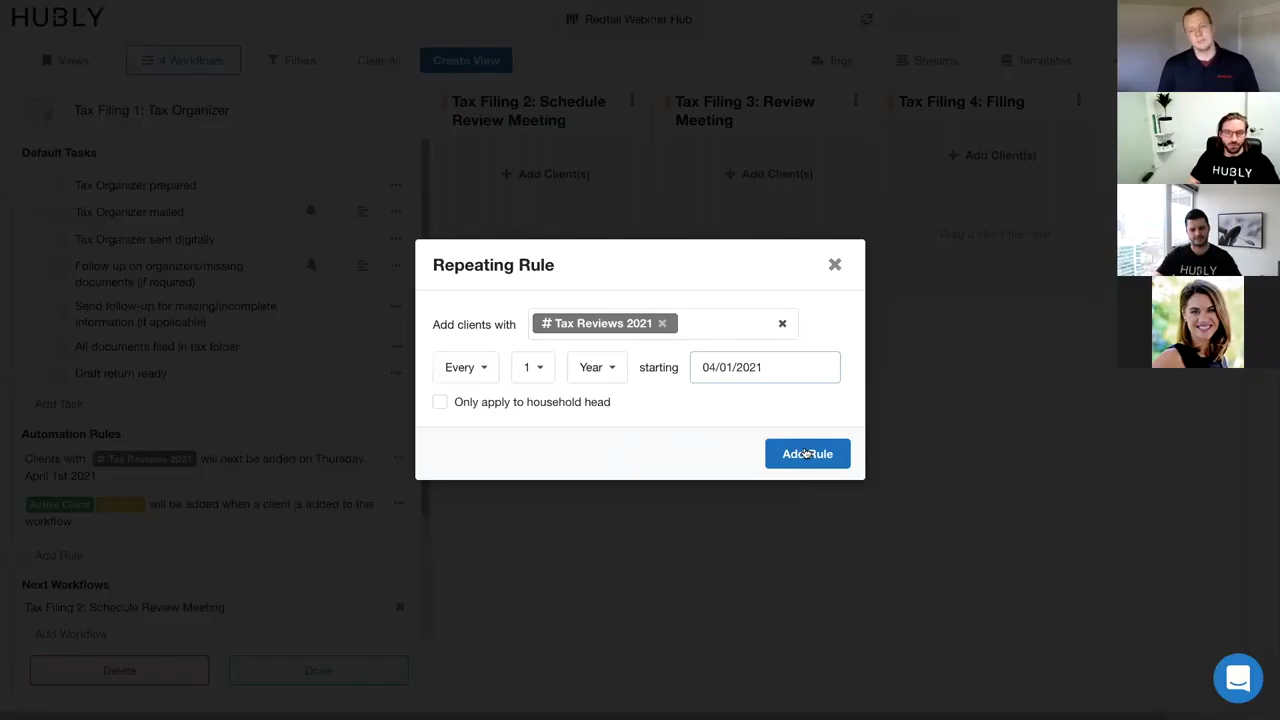 HUBLY
Redtail Webinar Hub
Views
4 Workflows
Filters
Clear All
Create View
Tags
Streams
Templates
Tax Filing 1: Tax Organizer
Default Tasks
Tax Organizer prepared
Tax Organizer mailed
Tax Organizer sent digitally
Follow up on organizers/missing
documents (if required)
Send follow-up for missing/incomplete
information (if applicable)
All documents filed in tax folder
Draft return ready
Add Task
Automation Rules
Clients with # Tax Reviews 2021 will next be added on Thursday,
April 1st 2021
Active Client will be added when a client is added to this
workflow
Add Rule
Next Workflows
Tax Filing 2: Schedule Review Meeting
Add Workflow
Delete
Done
Tax Filing 2: Schedule
Review Meeting
+ Add Client(s)
Tax Filing 3: Review
Meeting
+ Add Client(s)
Tax Filing 4: Filing
+ Add Client(s)
Drag a client file here
Repeating Rule
Add clients with # Tax Reviews 2021
Every 1 Year starting 04/01/2021
Only apply to household head
Add Rule
HUBLY
HUBLY